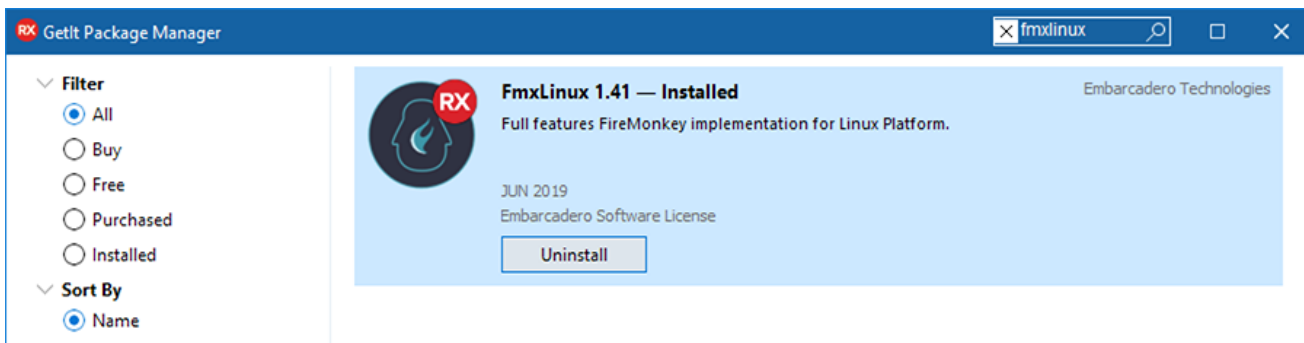 RX GetIt Package Manager
fmxlinux
Filter
All
Buy
Free
Purchased
Installed
Sort By
Name
RX
FmxLinux 1.41 — Installed
Embarcadero Technologies
Full features FireMonkey implementation for Linux Platform.
JUN 2019
Embarcadero Software License
Uninstall